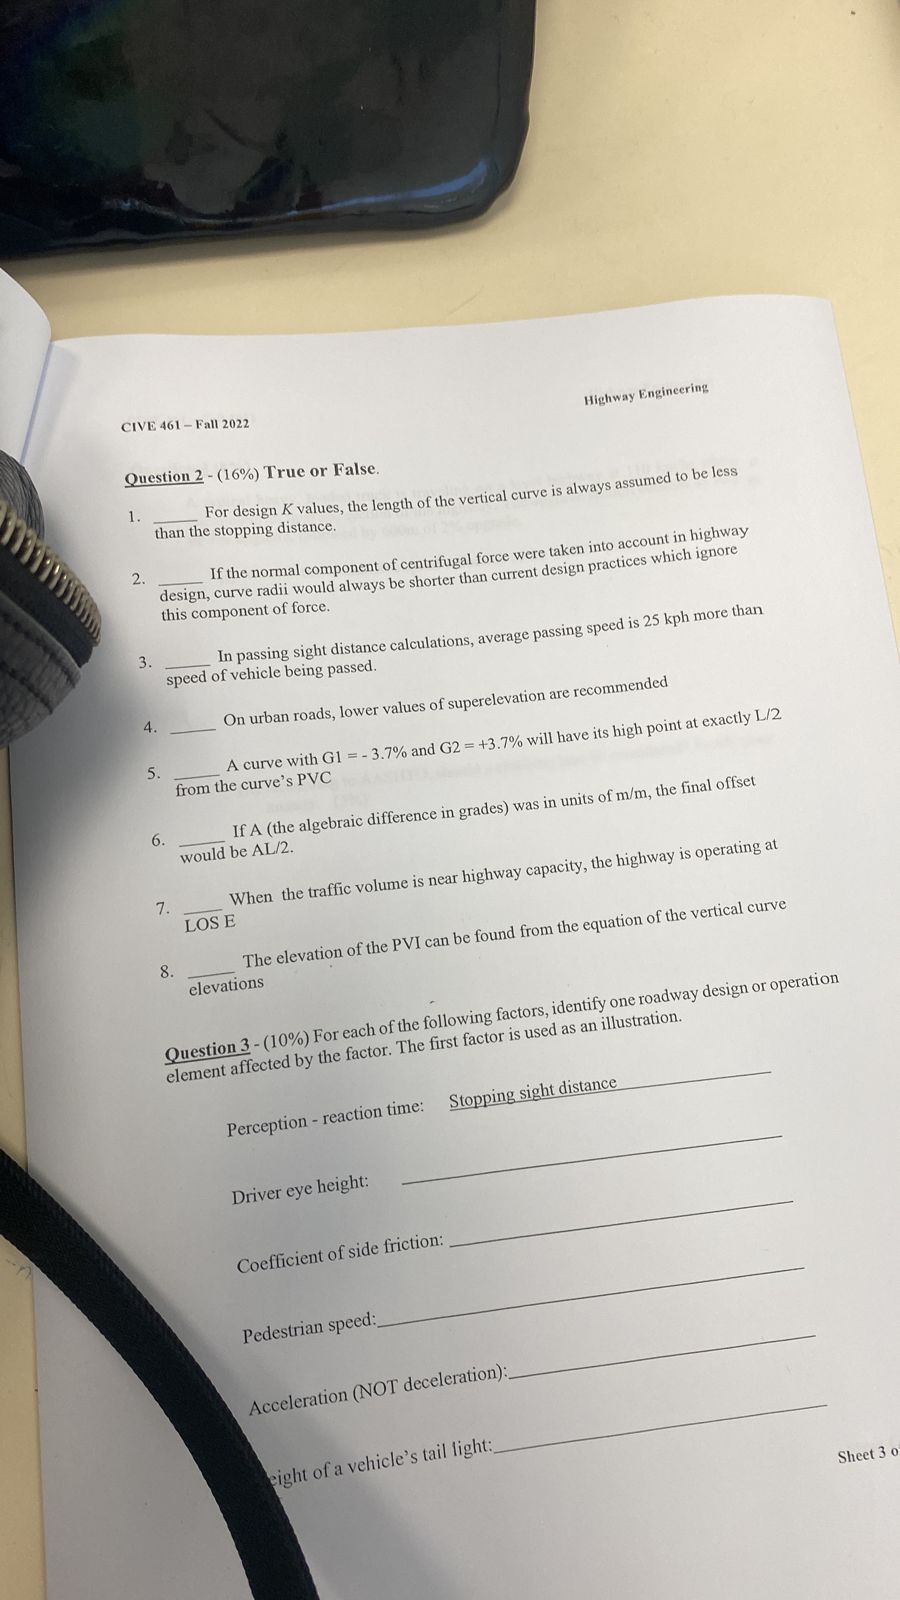 Highway Engineering
CIVE 461 – Fall 2022
Question 2 - (16%) True or False.
1. _____ For design K values, the length of the vertical curve is always assumed to be less
than the stopping distance.
2. _____ If the normal component of centrifugal force were taken into account in highway
design, curve radii would always be shorter than current design practices which ignore
this component of force.
3. _____ In passing sight distance calculations, average passing speed is 25 kph more than
speed of vehicle being passed.
4. _____ On urban roads, lower values of superelevation are recommended
5. _____ A curve with G1 = - 3.7% and G2 = +3.7% will have its high point at exactly L/2
from the curve's PVC
6. _____ If A (the algebraic difference in grades) was in units of m/m, the final offset
would be AL/2.
7. _____ When the traffic volume is near highway capacity, the highway is operating at
LOS E
8. _____ The elevation of the PVI can be found from the equation of the vertical curve
elevations
Question 3 - (10%) For each of the following factors, identify one roadway design or operation
element affected by the factor. The first factor is used as an illustration.
Perception - reaction time: Stopping sight distance
Driver eye height:
Coefficient of side friction:
Pedestrian speed:
Acceleration (NOT deceleration):
eight of a vehicle's tail light:
Sheet 3 o